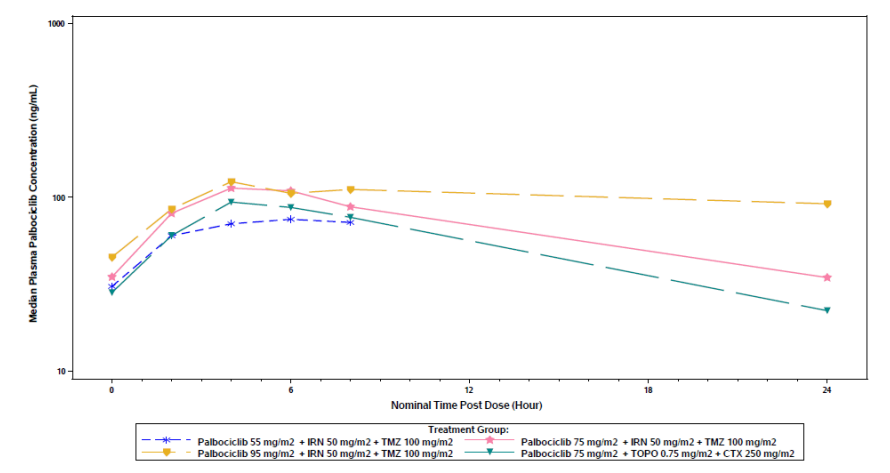 1000
100
10
Median Plasma Palbociclib Concentration (ng/mL)
0 6 12 18 24
Nominal Time Post Dose (Hour)
Treatment Group:
Palbociclib 55 mg/m2 + IRN 50 mg/m2 + TMZ 100 mg/m2 Palbociclib 75 mg/m2 + IRN 50 mg/m2 + TMZ 100 mg/m2
Palbociclib 95 mg/m2 + IRN 50 mg/m2 + TMZ 100 mg/m2 Palbociclib 75 mg/m2 + TOPO 0.75 mg/m2 + CTX 250 mg/m2